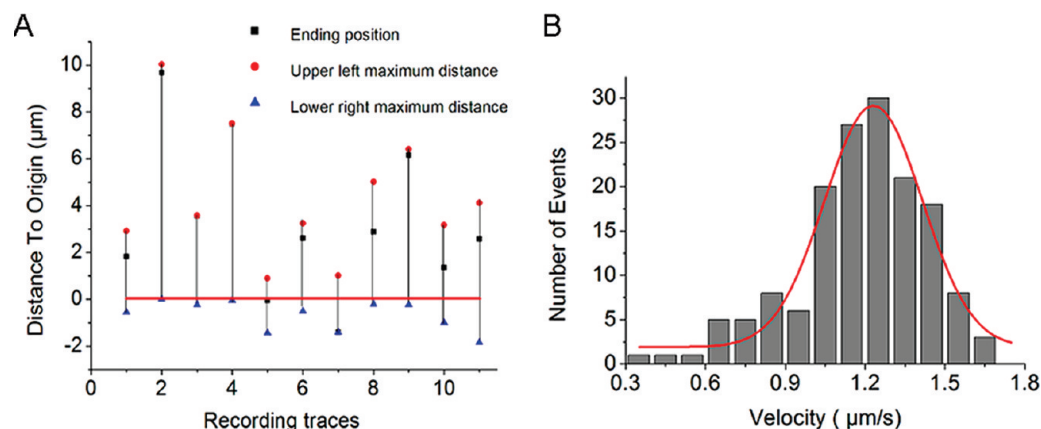 A
Ending position
Upper left maximum distance
Lower right maximum distance
Distance To Origin (μm)
10
8
6
4
2
0
-2
0 2 4 6 8 10
Recording traces
B
Number of Events
30
25
20
15
10
5
0
0.3 0.6 0.9 1.2 1.5 1.8
Velocity ( μm/s)